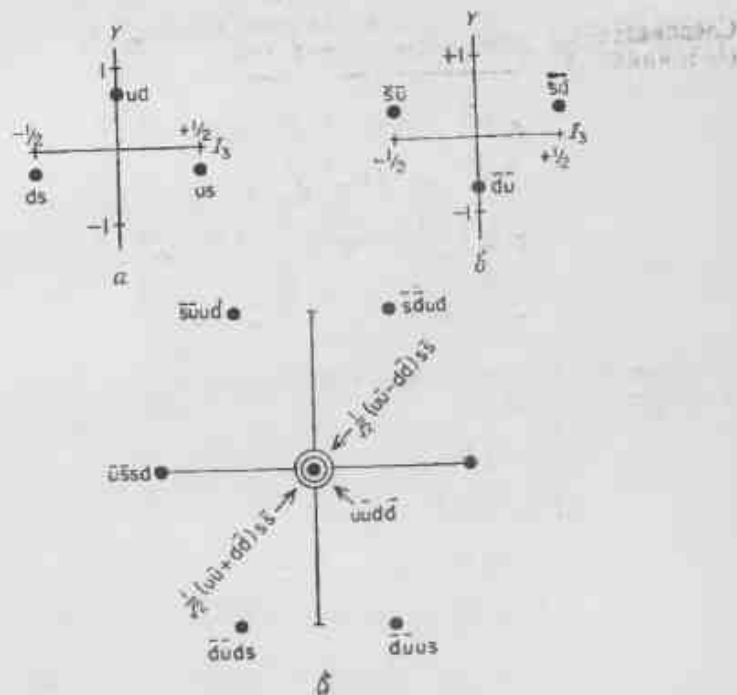 Y
1
ud
−1/2
+1/2
I₃
ds
us
−1
a
Y
+1
s̄ū
s̄d̄
I₃
−1/2
+1/2
d̄ū
−1
б
s̄ūud
s̄d̄ud
1/√2 (uū−dd̄)ss̄
ūs̄sd
uūdd̄
1/√2 (uū+dd̄)ss̄
d̄ūds
d̄ūus
в